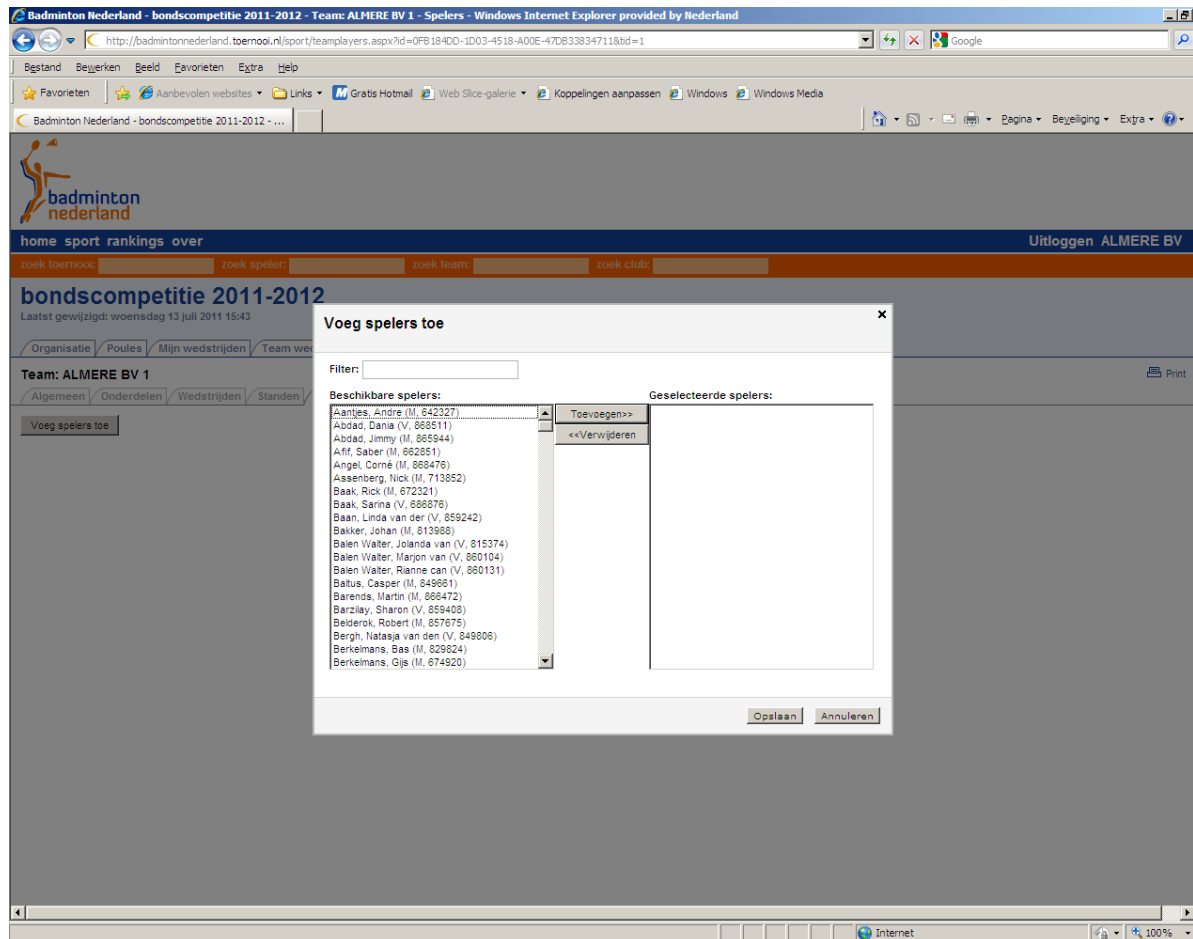 Badminton Nederland - bondscompetitie 2011-2012 - Team: ALMERE BV 1 - Spelers - Windows Internet Explorer provided by Nederland
http://badmintonnederland.toernooi.nl/sport/teamplayers.aspx?id=0FB184DD-1D03-4518-A00E-47DB33834711&tid=1
Google
Bestand Bewerken Beeld Favorieten Extra Help
Favorieten Aanbevolen websites Links Gratis Hotmail Web Slice-galerie Koppelingen aanpassen Windows Windows Media
Badminton Nederland - bondscompetitie 2011-2012 - ...
Pagina Beveiliging Extra
badminton
nederland
home sport rankings over Uitloggen ALMERE BV
zoek toernooi: zoek speler: zoek team: zoek club:
bondscompetitie 2011-2012
Laatst gewijzigd: woensdag 13 juli 2011 15:43
Organisatie Poules Mijn wedstrijden Team wed
Team: ALMERE BV 1 Print
Algemeen Onderdelen Wedstrijden Standen
Voeg spelers toe
Voeg spelers toe x
Filter:
Beschikbare spelers: Geselecteerde spelers:
Toevoegen>>
<<Verwijderen
Aantjes, Andre (M, 642327)
Abdad, Dania (V, 868511)
Abdad, Jimmy (M, 865944)
Afif, Saber (M, 662851)
Angel, Corné (M, 868476)
Assenberg, Nick (M, 713852)
Baak, Rick (M, 672321)
Baak, Sarina (V, 686876)
Baan, Linda van der (V, 859242)
Bakker, Johan (M, 813988)
Balen Walter, Jolanda van (V, 815374)
Balen Walter, Marjon van (V, 860104)
Balen Walter, Rianne can (V, 860131)
Baltus, Casper (M, 849661)
Barends, Martin (M, 866472)
Barzilay, Sharon (V, 859408)
Belderok, Robert (M, 857675)
Bergh, Natasja van den (V, 849806)
Berkelmans, Bas (M, 829824)
Berkelmans, Gijs (M, 674920)
Opslaan Annuleren
Internet 100%